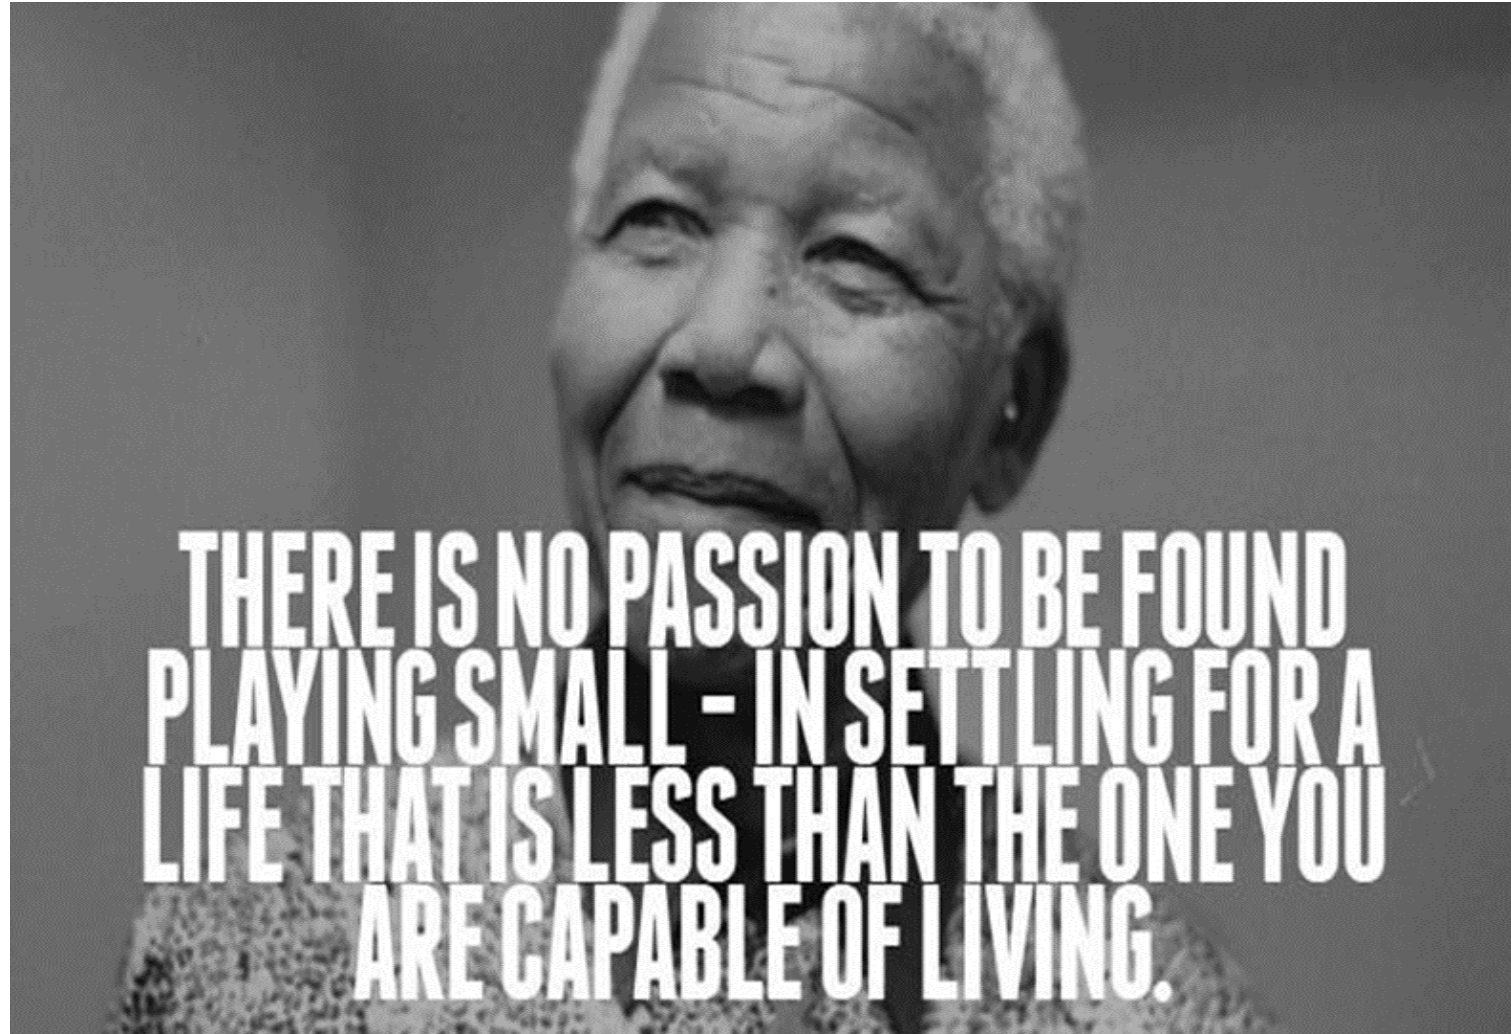 THERE IS NO PASSION TO BE FOUND
PLAYING SMALL - IN SETTLING FOR A
LIFE THAT IS LESS THAN THE ONE YOU
ARE CAPABLE OF LIVING.